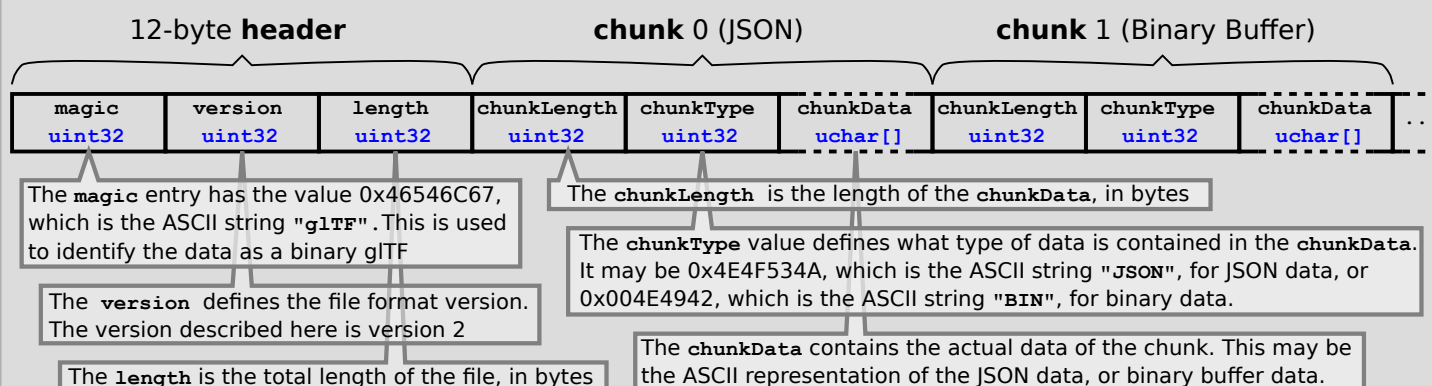 12-byte header chunk 0 (JSON) chunk 1 (Binary Buffer)
magic version length chunkLength chunkType chunkData chunkLength chunkType chunkData
uint32 uint32 uint32 uint32 uint32 uchar[] uint32 uint32 uchar[] ..
The magic entry has the value 0x46546C67,
which is the ASCII string "glTF". This is used
to identify the data as a binary glTF
The chunkLength is the length of the chunkData, in bytes
The chunkType value defines what type of data is contained in the chunkData.
It may be 0x4E4F534A, which is the ASCII string "JSON", for JSON data, or
0x004E4942, which is the ASCII string "BIN", for binary data.
The version defines the file format version.
The version described here is version 2
The chunkData contains the actual data of the chunk. This may be
the ASCII representation of the JSON data, or binary buffer data.
The length is the total length of the file, in bytes